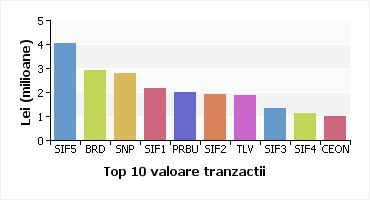 Lei (milioane)
5
4
3
2
1
0
SIF5 BRD SNP SIF1 PRBU SIF2 TLV SIF3 SIF4 CEON
Top 10 valoare tranzactii